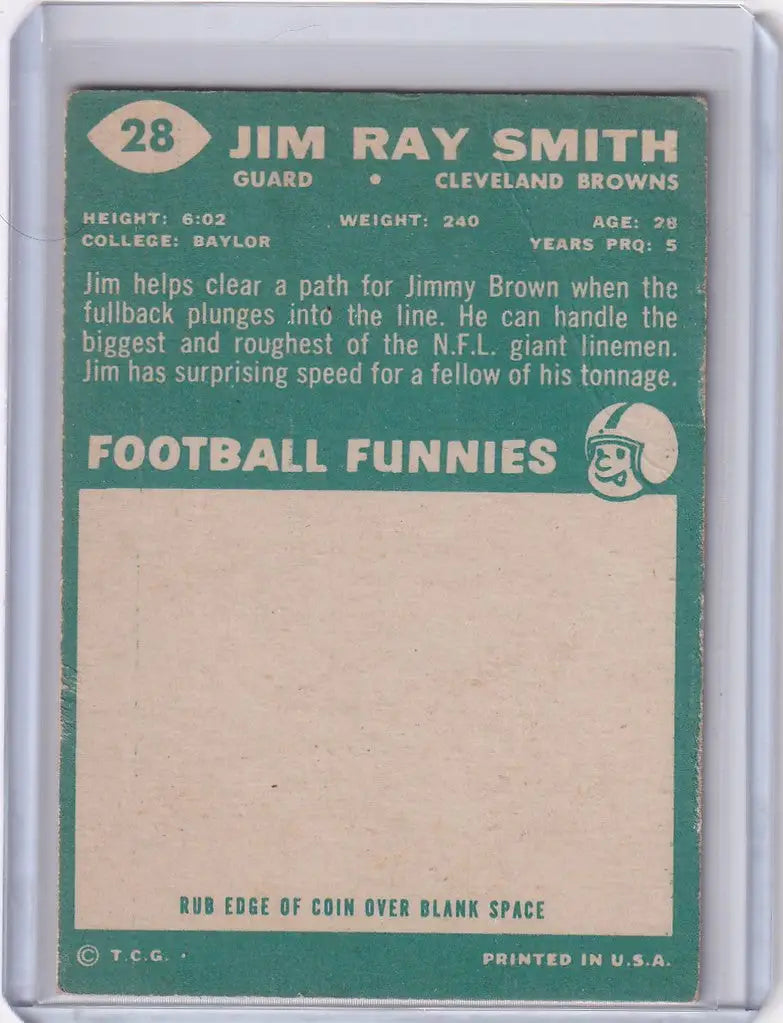 28
JIM RAY SMITH
GUARD • CLEVELAND BROWNS
HEIGHT: 6:02 WEIGHT: 240 AGE: 28
COLLEGE: BAYLOR YEARS PRO: 5
Jim helps clear a path for Jimmy Brown when the
fullback plunges into the line. He can handle the
biggest and roughest of the N.F.L. giant linemen.
Jim has surprising speed for a fellow of his tonnage.
FOOTBALL FUNNIES
RUB EDGE OF COIN OVER BLANK SPACE
© T.C.G. PRINTED IN U.S.A.